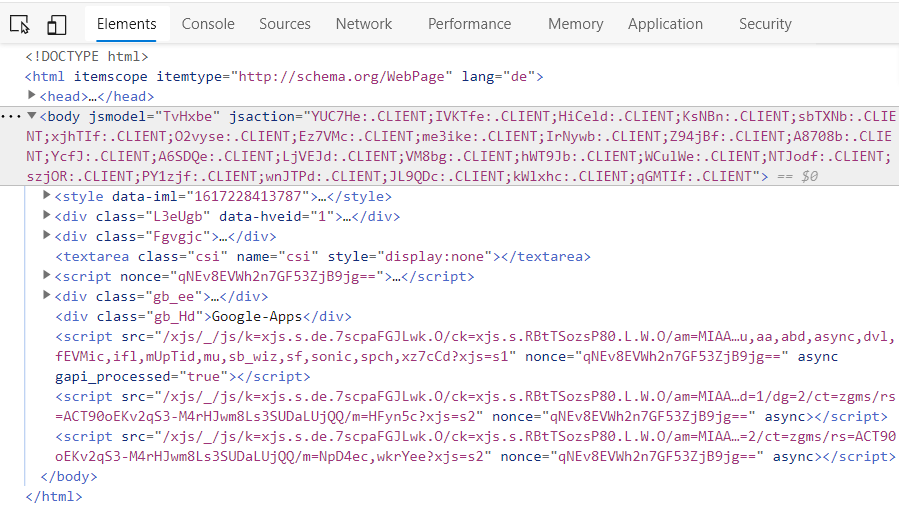 Elements Console Sources Network Performance Memory Application Security
<!DOCTYPE html>
<html itemscope itemtype="http://schema.org/WebPage" lang="de">
<head>…</head>
<body jsmodel="TvHxbe" jsaction="YUC7He:.CLIENT;IVKTfe:.CLIENT;HiCeld:.CLIENT;KsNBn:.CLIENT;sbTXNb:.CLIE
NT;xjhTIf:.CLIENT;O2vyse:.CLIENT;Ez7VMc:.CLIENT;me3ike:.CLIENT;IrNywb:.CLIENT;Z94jBf:.CLIENT;A8708b:.CLIE
NT;YcfJ:.CLIENT;A6SDQe:.CLIENT;LjVEJd:.CLIENT;VM8bg:.CLIENT;hWT9Jb:.CLIENT;WCulWe:.CLIENT;NTJodf:.CLIENT;
szjOR:.CLIENT;PY1zjf:.CLIENT;wnJTPd:.CLIENT;JL9QDc:.CLIENT;kWlxhc:.CLIENT;qGMTIf:.CLIENT"> == $0
<style data-iml="1617228413787">…</style>
<div class="L3eUgb" data-hveid="1">…</div>
<div class="Fgvgjc">…</div>
<textarea class="csi" name="csi" style="display:none"></textarea>
<script nonce="qNEv8EVWh2n7GF53ZjB9jg==">…</script>
<div class="gb_ee">…</div>
<div class="gb_Hd">Google-Apps</div>
<script src="/xjs/_/js/k=xjs.s.de.7scpaFGJLwk.O/ck=xjs.s.RBtTSozsP80.L.W.O/am=MIAA…u,aa,abd,async,dvl,
fEVMic,ifl,mUpTid,mu,sb_wiz,sf,sonic,spch,xz7cCd?xjs=s1" nonce="qNEv8EVWh2n7GF53ZjB9jg==" async
gapi_processed="true"></script>
<script src="/xjs/_/js/k=xjs.s.de.7scpaFGJLwk.O/ck=xjs.s.RBtTSozsP80.L.W.O/am=MIAA…d=1/dg=2/ct=zgms/rs
=ACT90oEKv2qS3-M4rHJwm8Ls3SUDaLUjQQ/m=HFyn5c?xjs=s2" nonce="qNEv8EVWh2n7GF53ZjB9jg==" async></script>
<script src="/xjs/_/js/k=xjs.s.de.7scpaFGJLwk.O/ck=xjs.s.RBtTSozsP80.L.W.O/am=MIAA…=2/ct=zgms/rs=ACT90
oEKv2qS3-M4rHJwm8Ls3SUDaLUjQQ/m=NpD4ec,wkrYee?xjs=s2" nonce="qNEv8EVWh2n7GF53ZjB9jg==" async></script>
</body>
</html>